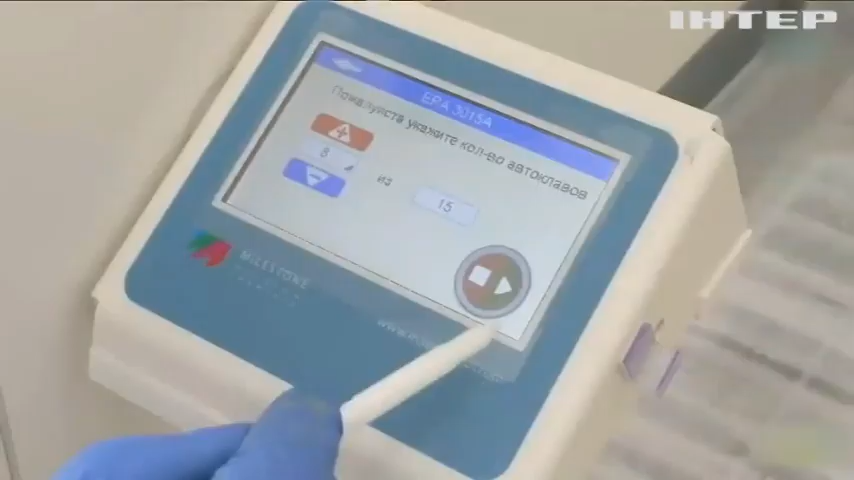 ІНТЕР
EPA 3015A
Пожалуйста укажите кол-во автоклавов
8
из
15
MILESTONE